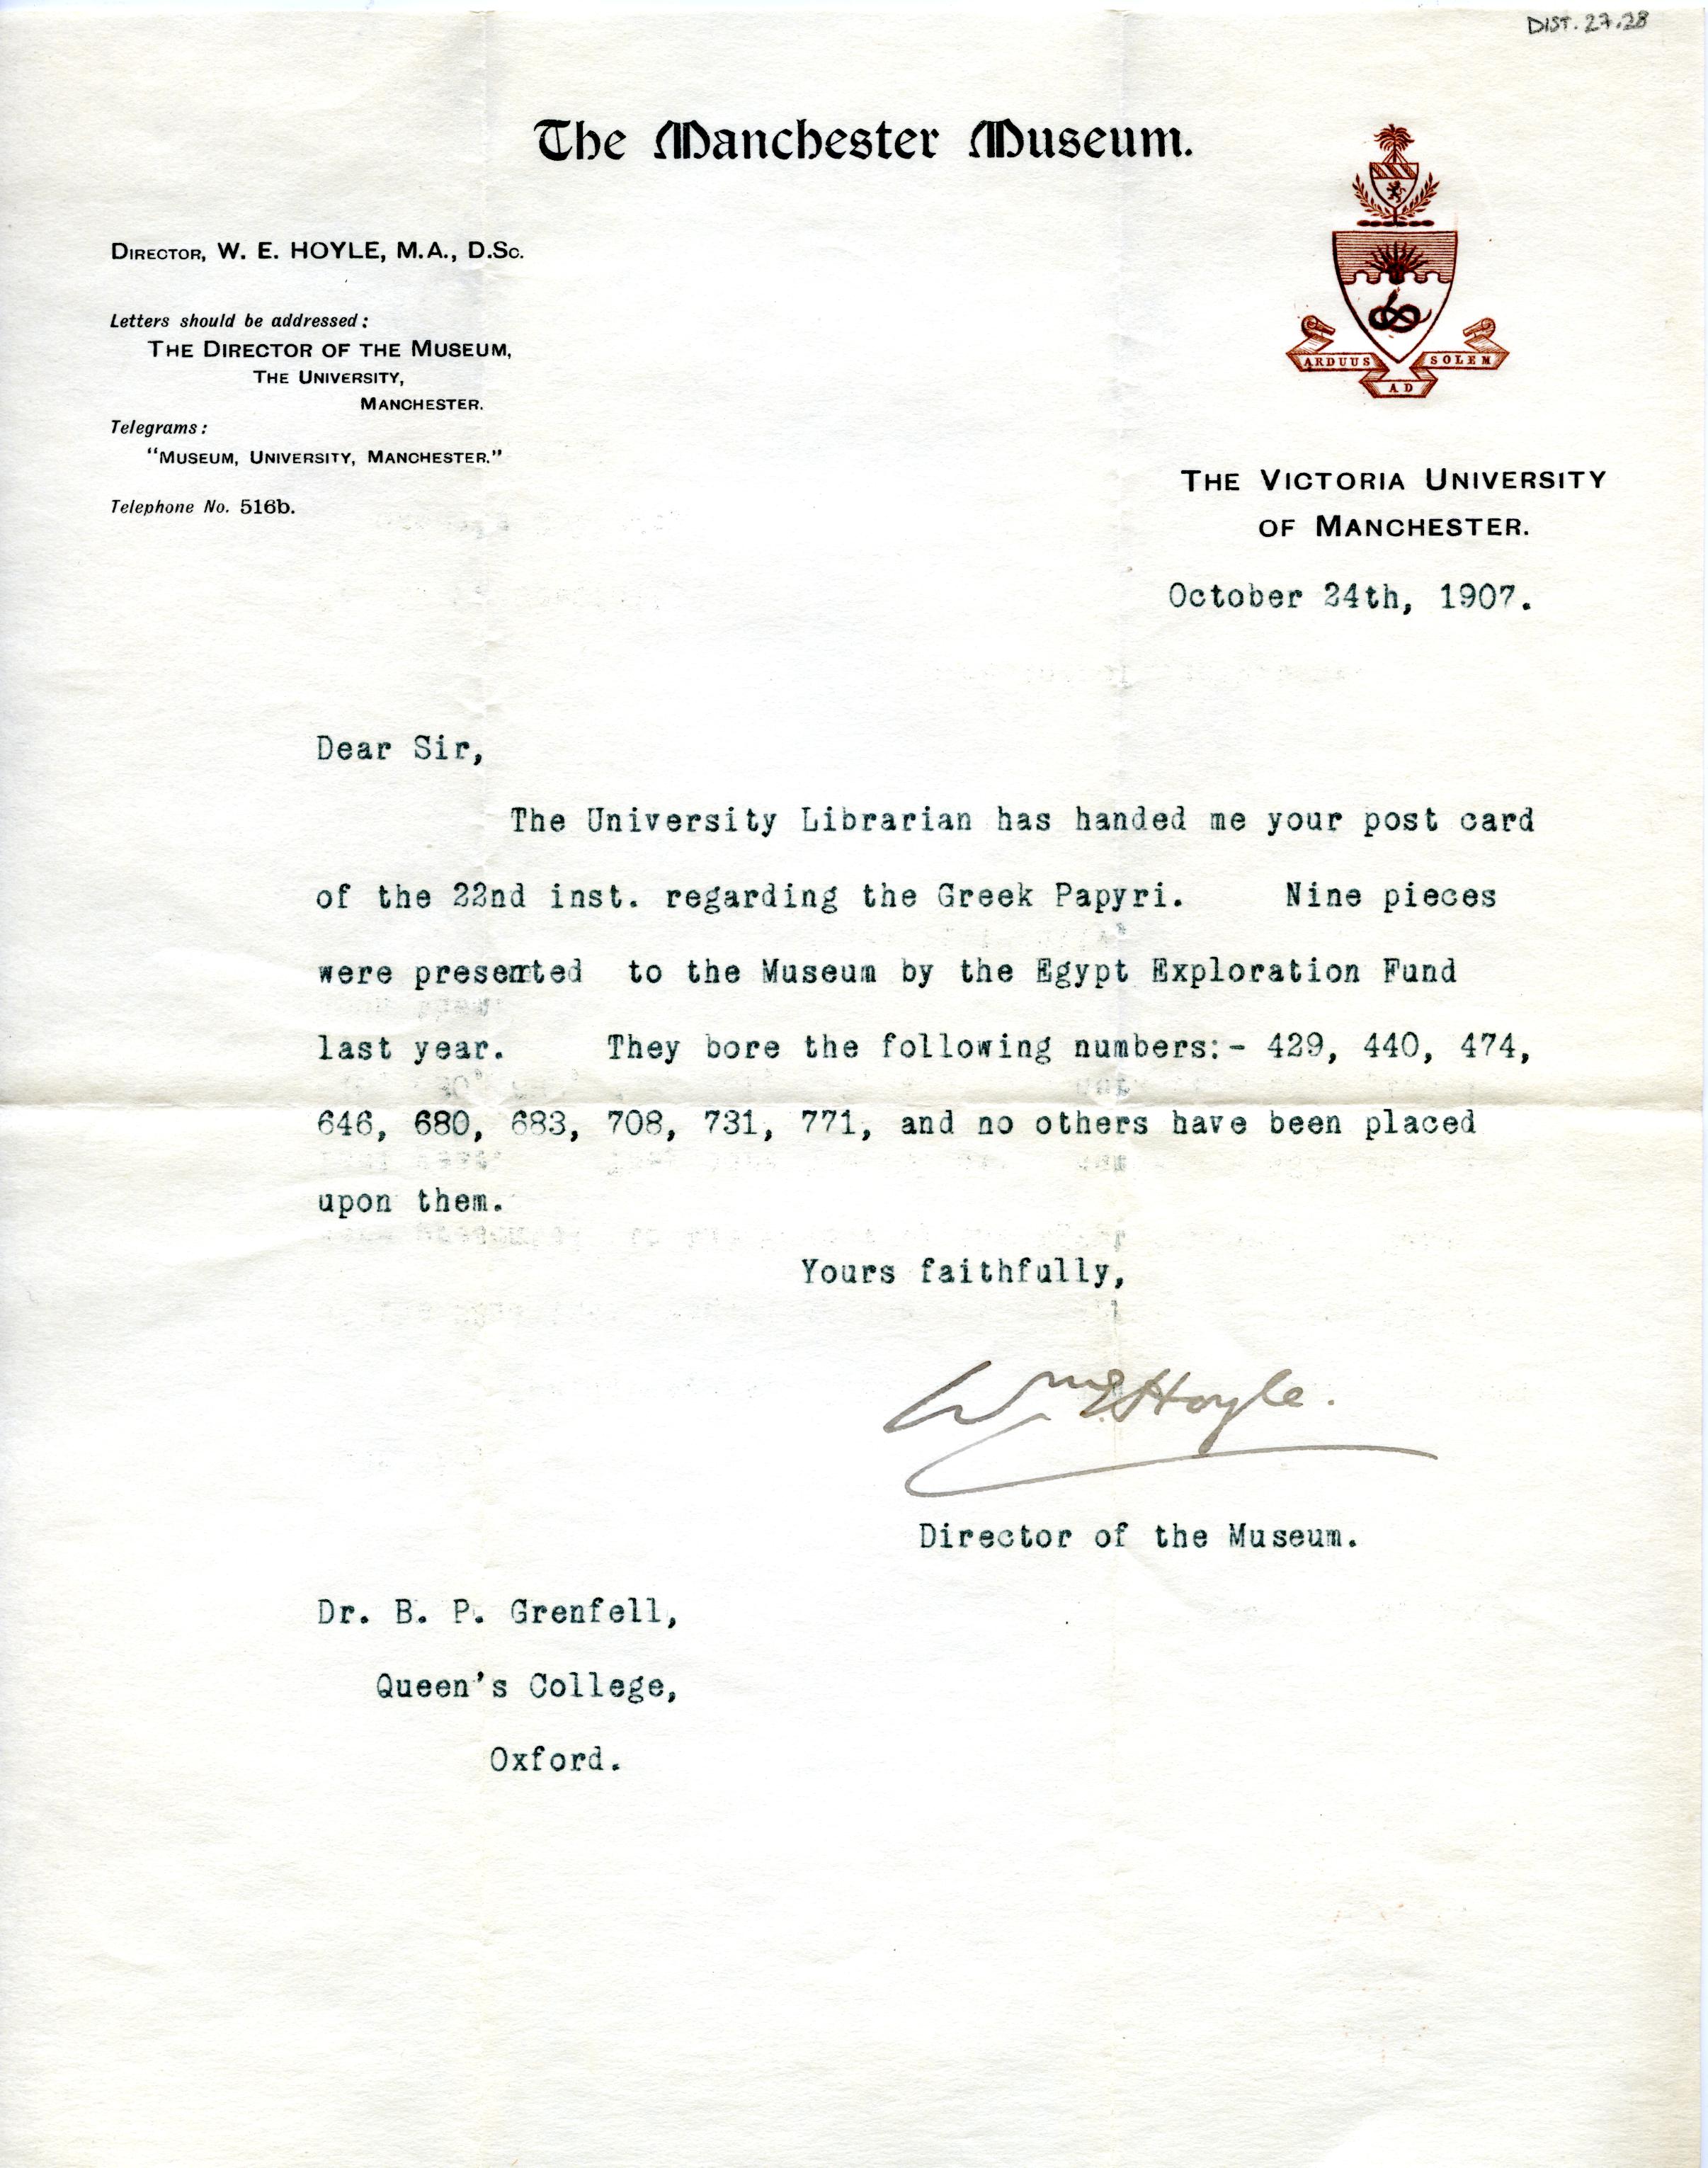 DIST. 27.28
The Manchester Museum.
DIRECTOR, W. E. HOYLE, M.A., D.Sc.
Letters should be addressed:
THE DIRECTOR OF THE MUSEUM,
THE UNIVERSITY,
MANCHESTER.
Telegrams:
"MUSEUM, UNIVERSITY, MANCHESTER."
Telephone No. 516b.
ARDUUS AD SOLEM
THE VICTORIA UNIVERSITY
OF MANCHESTER.
October 24th, 1907.
Dear Sir,
The University Librarian has handed me your post card
of the 22nd inst. regarding the Greek Papyri. Nine pieces
were presented to the Museum by the Egypt Exploration Fund
last year. They bore the following numbers:- 429, 440, 474,
646, 680, 683, 708, 731, 771, and no others have been placed
upon them.
Yours faithfully,
Wm E Hoyle.
Director of the Museum.
Dr. B. P. Grenfell,
Queen's College,
Oxford.